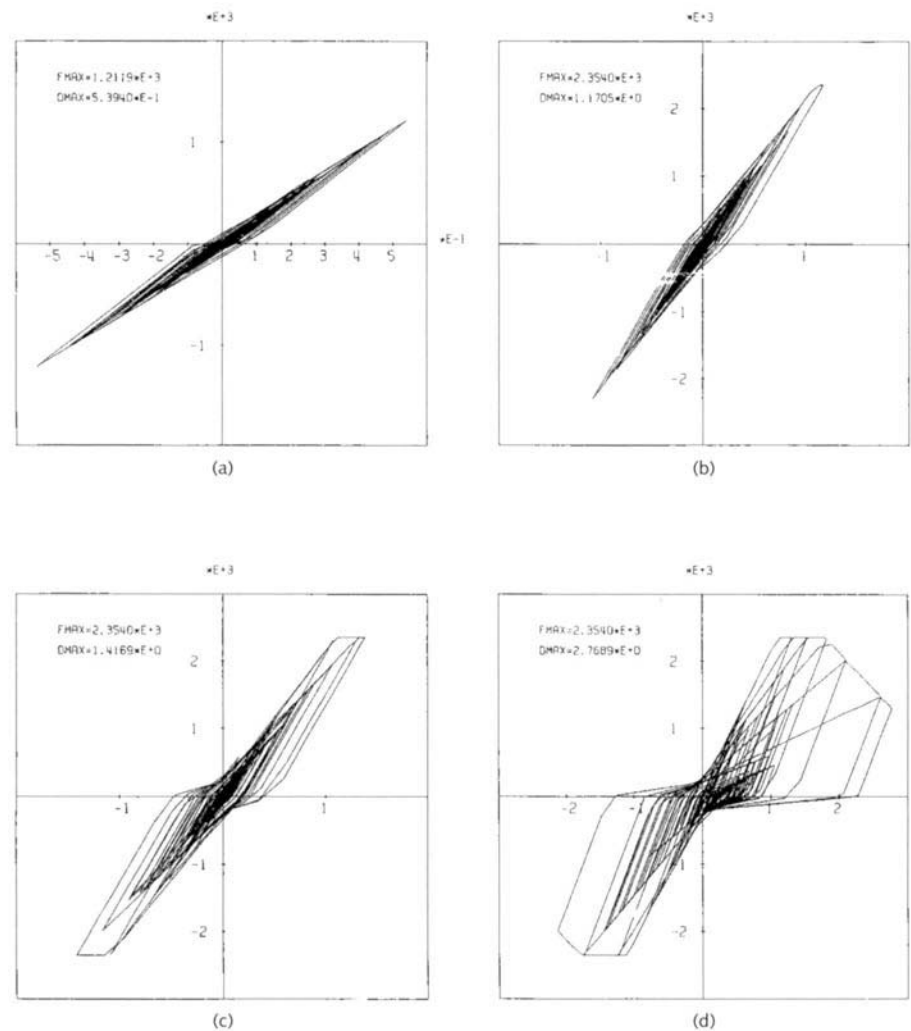 *E+3
FMAX=1.2119*E+3
DMAX=5.3940*E-1
1
-5 -4 -3 -2 -1 1 2 3 4 5 *E-1
-1
(a)
*E+3
FMAX=2.3540*E+3
DMAX=1.1705*E+0
2
1
-1 1
-1
-2
(b)
*E+3
FMAX=2.3540*E+3
DMAX=1.4169*E+0
2
1
-1 1
-1
-2
(c)
*E+3
FMAX=2.3540*E+3
DMAX=2.7689*E+0
2
1
-2 -1 1 2
-1
-2
(d)